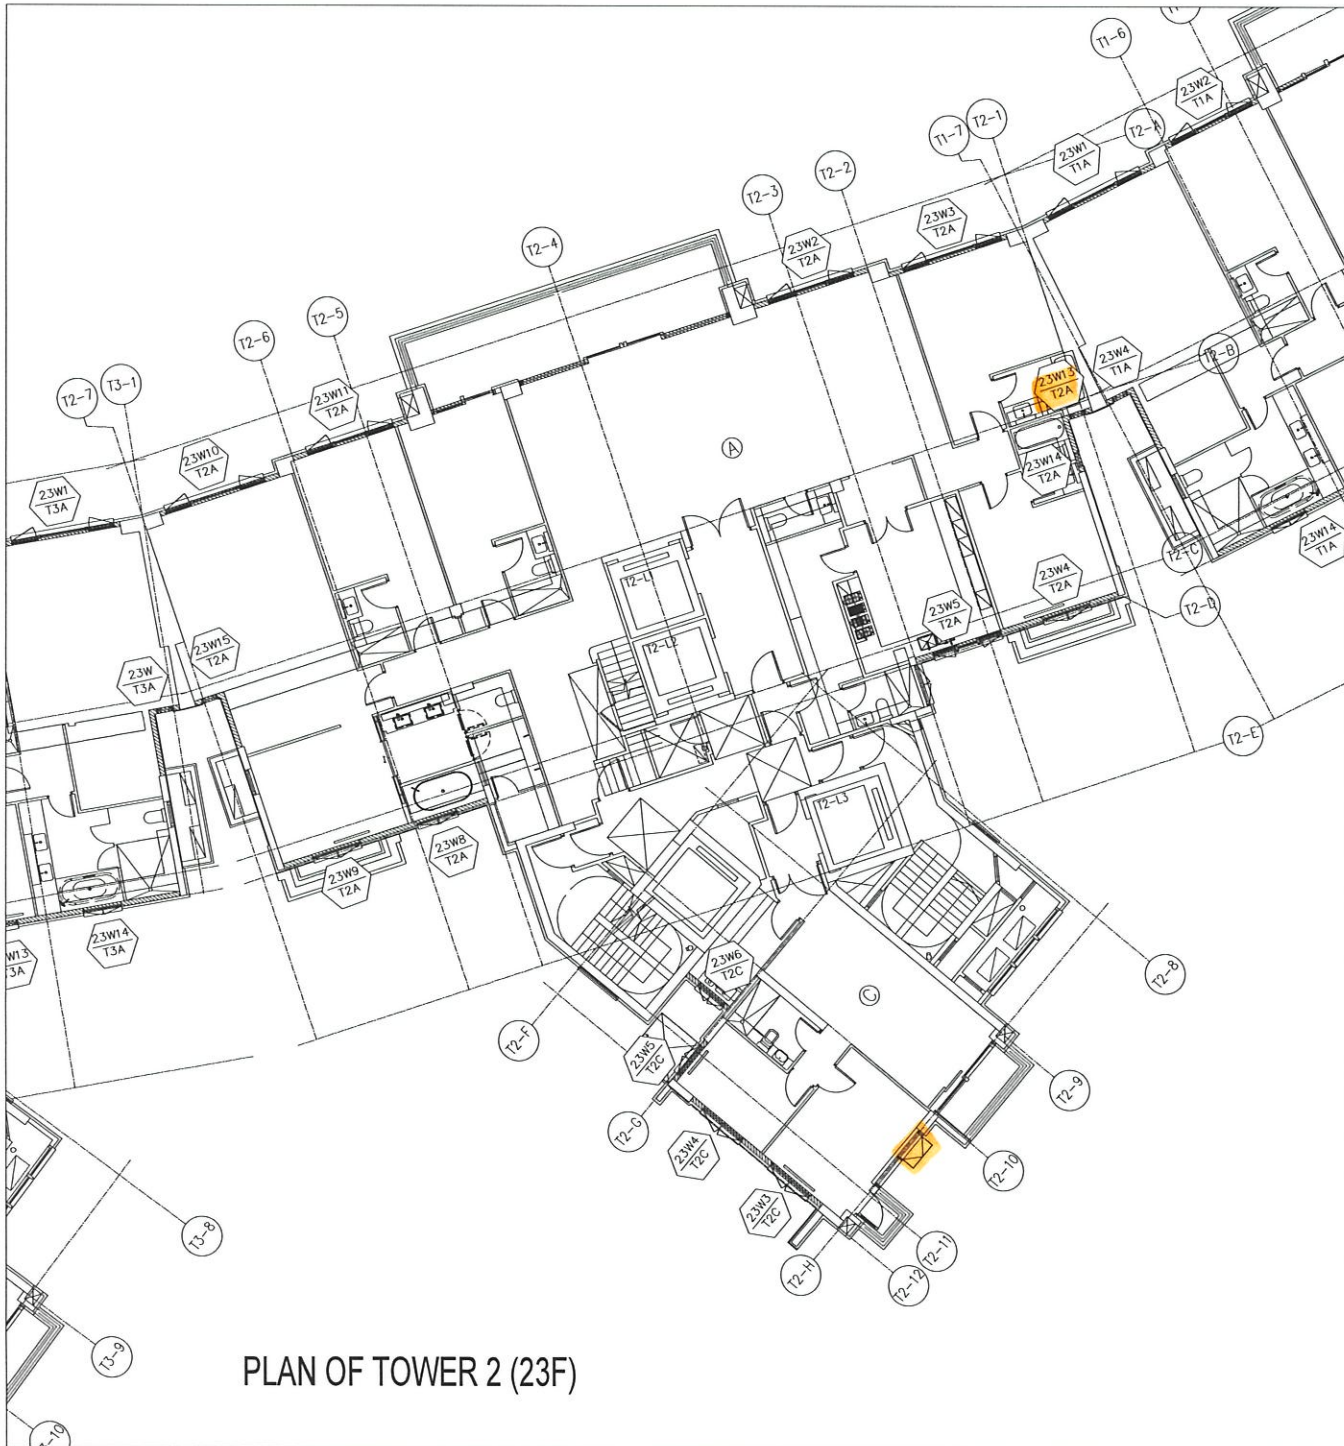 T1-6
23W2
T1A
T2-1
T1-7
T2-A
23W1
T1A
T2-2
T2-3
23W3
T2A
23W2
T2A
T2-4
T2-5
T2-6
T3-1
T2-7
23W11
T2A
23W4
T1A
T2-B
23W13
T2A
A
23W10
T2A
23W14
T2A
23W1
T3A
23W14
T1A
T2-C
T2-L1
23W4
T2A
T2-D
23W5
T2A
T2-L2
23W15
T2A
23W
T3A
T2-E
T2-L3
23W8
T2A
23W9
T2A
23W14
T3A
W13
3A
23W6
T2C
T2-8
C
T2-F
23W5
T2C
T2-9
T2-G
23W4
T2C
T2-10
23W3
T2C
T3-8
T2-11
T2-H
T2-12
T3-9
PLAN OF TOWER 2 (23F)
-10